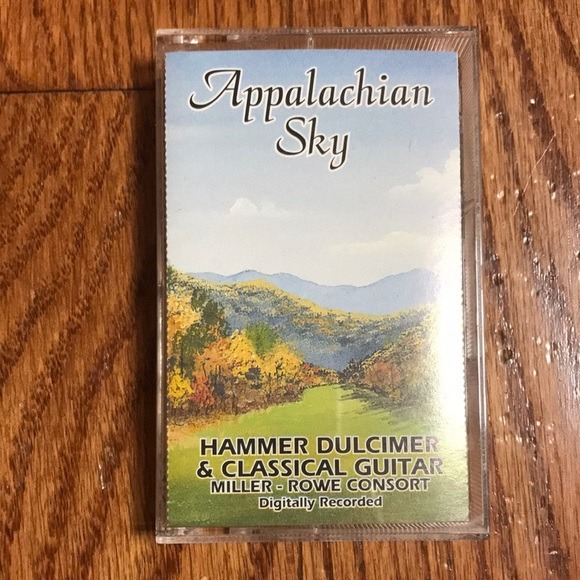 Appalachian
Sky
HAMMER DULCIMER
& CLASSICAL GUITAR
MILLER - ROWE CONSORT
Digitally Recorded